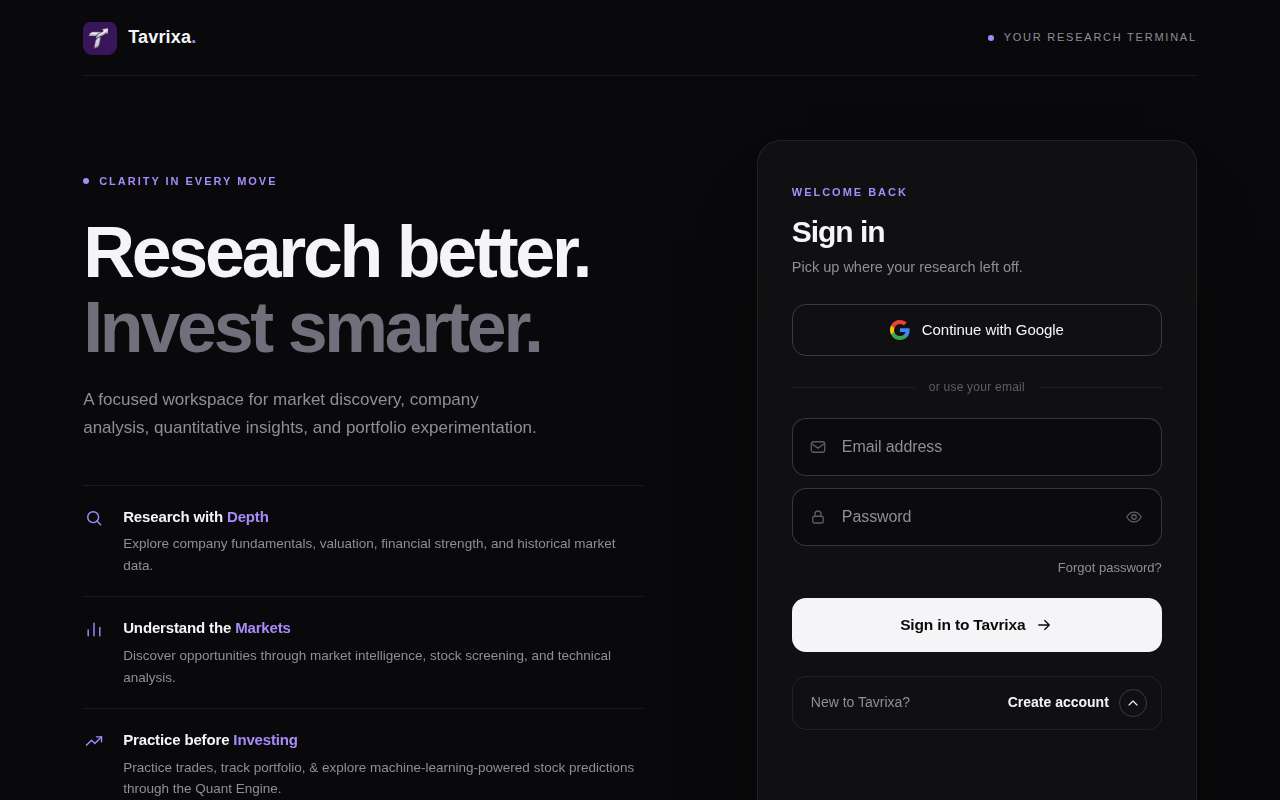 Tavrixa.
YOUR RESEARCH TERMINAL
CLARITY IN EVERY MOVE
Research better.
Invest smarter.
A focused workspace for market discovery, company
analysis, quantitative insights, and portfolio experimentation.
Research with Depth
Explore company fundamentals, valuation, financial strength, and historical market
data.
Understand the Markets
Discover opportunities through market intelligence, stock screening, and technical
analysis.
Practice before Investing
Practice trades, track portfolio, & explore machine-learning-powered stock predictions
through the Quant Engine.
WELCOME BACK
Sign in
Pick up where your research left off.
Continue with Google
or use your email
Email address
Password
Forgot password?
Sign in to Tavrixa
New to Tavrixa?
Create account